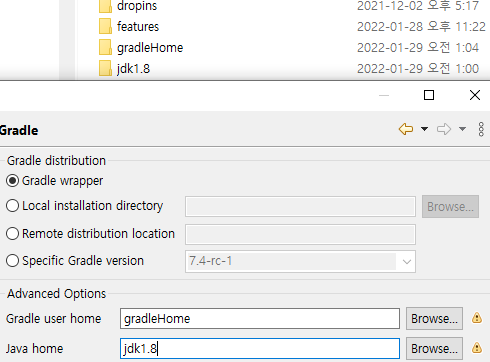 dropins 2021-12-02 오후 5:17
features 2022-01-28 오후 11:22
gradleHome 2022-01-29 오전 1:04
jdk1.8 2022-01-29 오전 1:00
Gradle
Gradle distribution
Gradle wrapper
Local installation directory Browse...
Remote distribution location
Specific Gradle version 7.4-rc-1
Advanced Options
Gradle user home gradleHome Browse...
Java home jdk1.8 Browse...